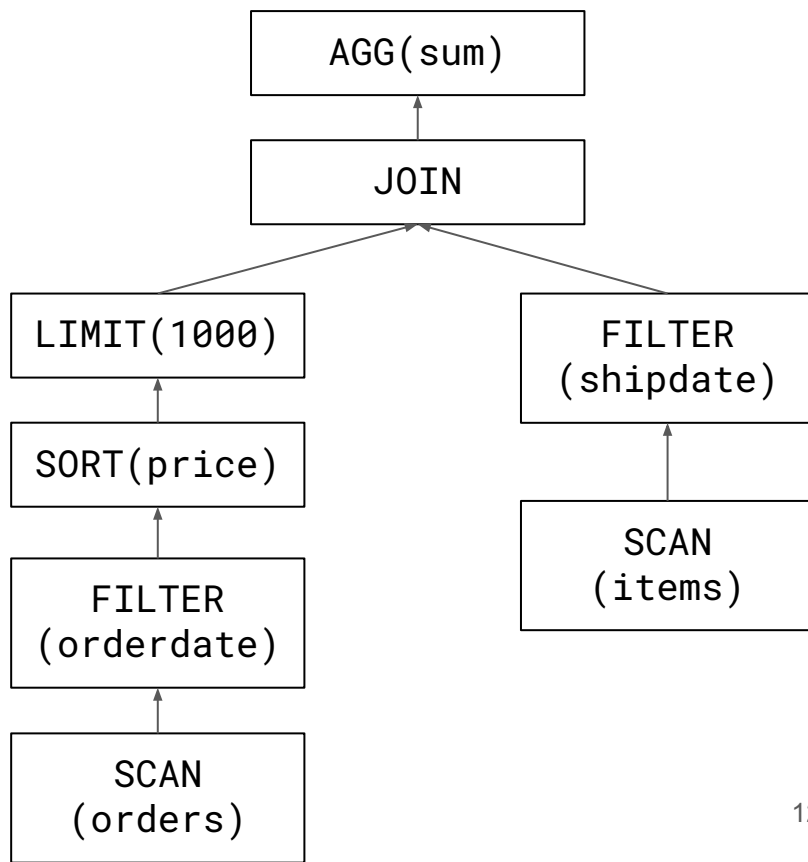 AGG(sum)
JOIN
LIMIT(1000)
FILTER
(shipdate)
SORT(price)
SCAN
(items)
FILTER
(orderdate)
SCAN
(orders)